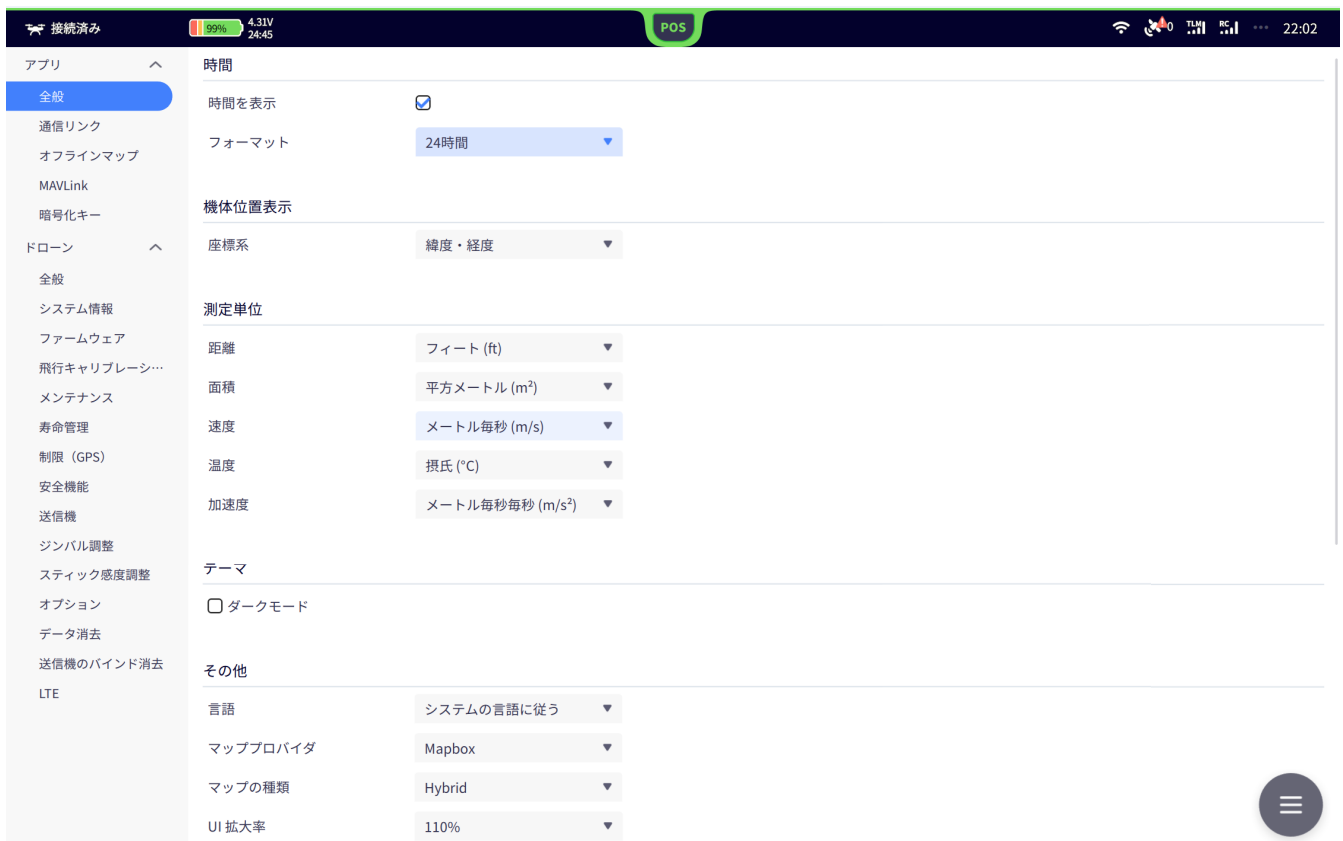 接続済み 99% 4.31V
24:45
POS
0 TLM RC ··· 22:02
アプリ
全般
通信リンク
オフラインマップ
MAVLink
暗号化キー
ドローン
全般
システム情報
ファームウェア
飛行キャリブレーシ…
メンテナンス
寿命管理
制限（GPS）
安全機能
送信機
ジンバル調整
スティック感度調整
オプション
データ消去
送信機のバインド消去
LTE
時間
時間を表示
フォーマット 24時間
機体位置表示
座標系 緯度・経度
測定単位
距離 フィート (ft)
面積 平方メートル (m²)
速度 メートル毎秒 (m/s)
温度 摂氏 (°C)
加速度 メートル毎秒毎秒 (m/s²)
テーマ
ダークモード
その他
言語 システムの言語に従う
マッププロバイダ Mapbox
マップの種類 Hybrid
UI 拡大率 110%